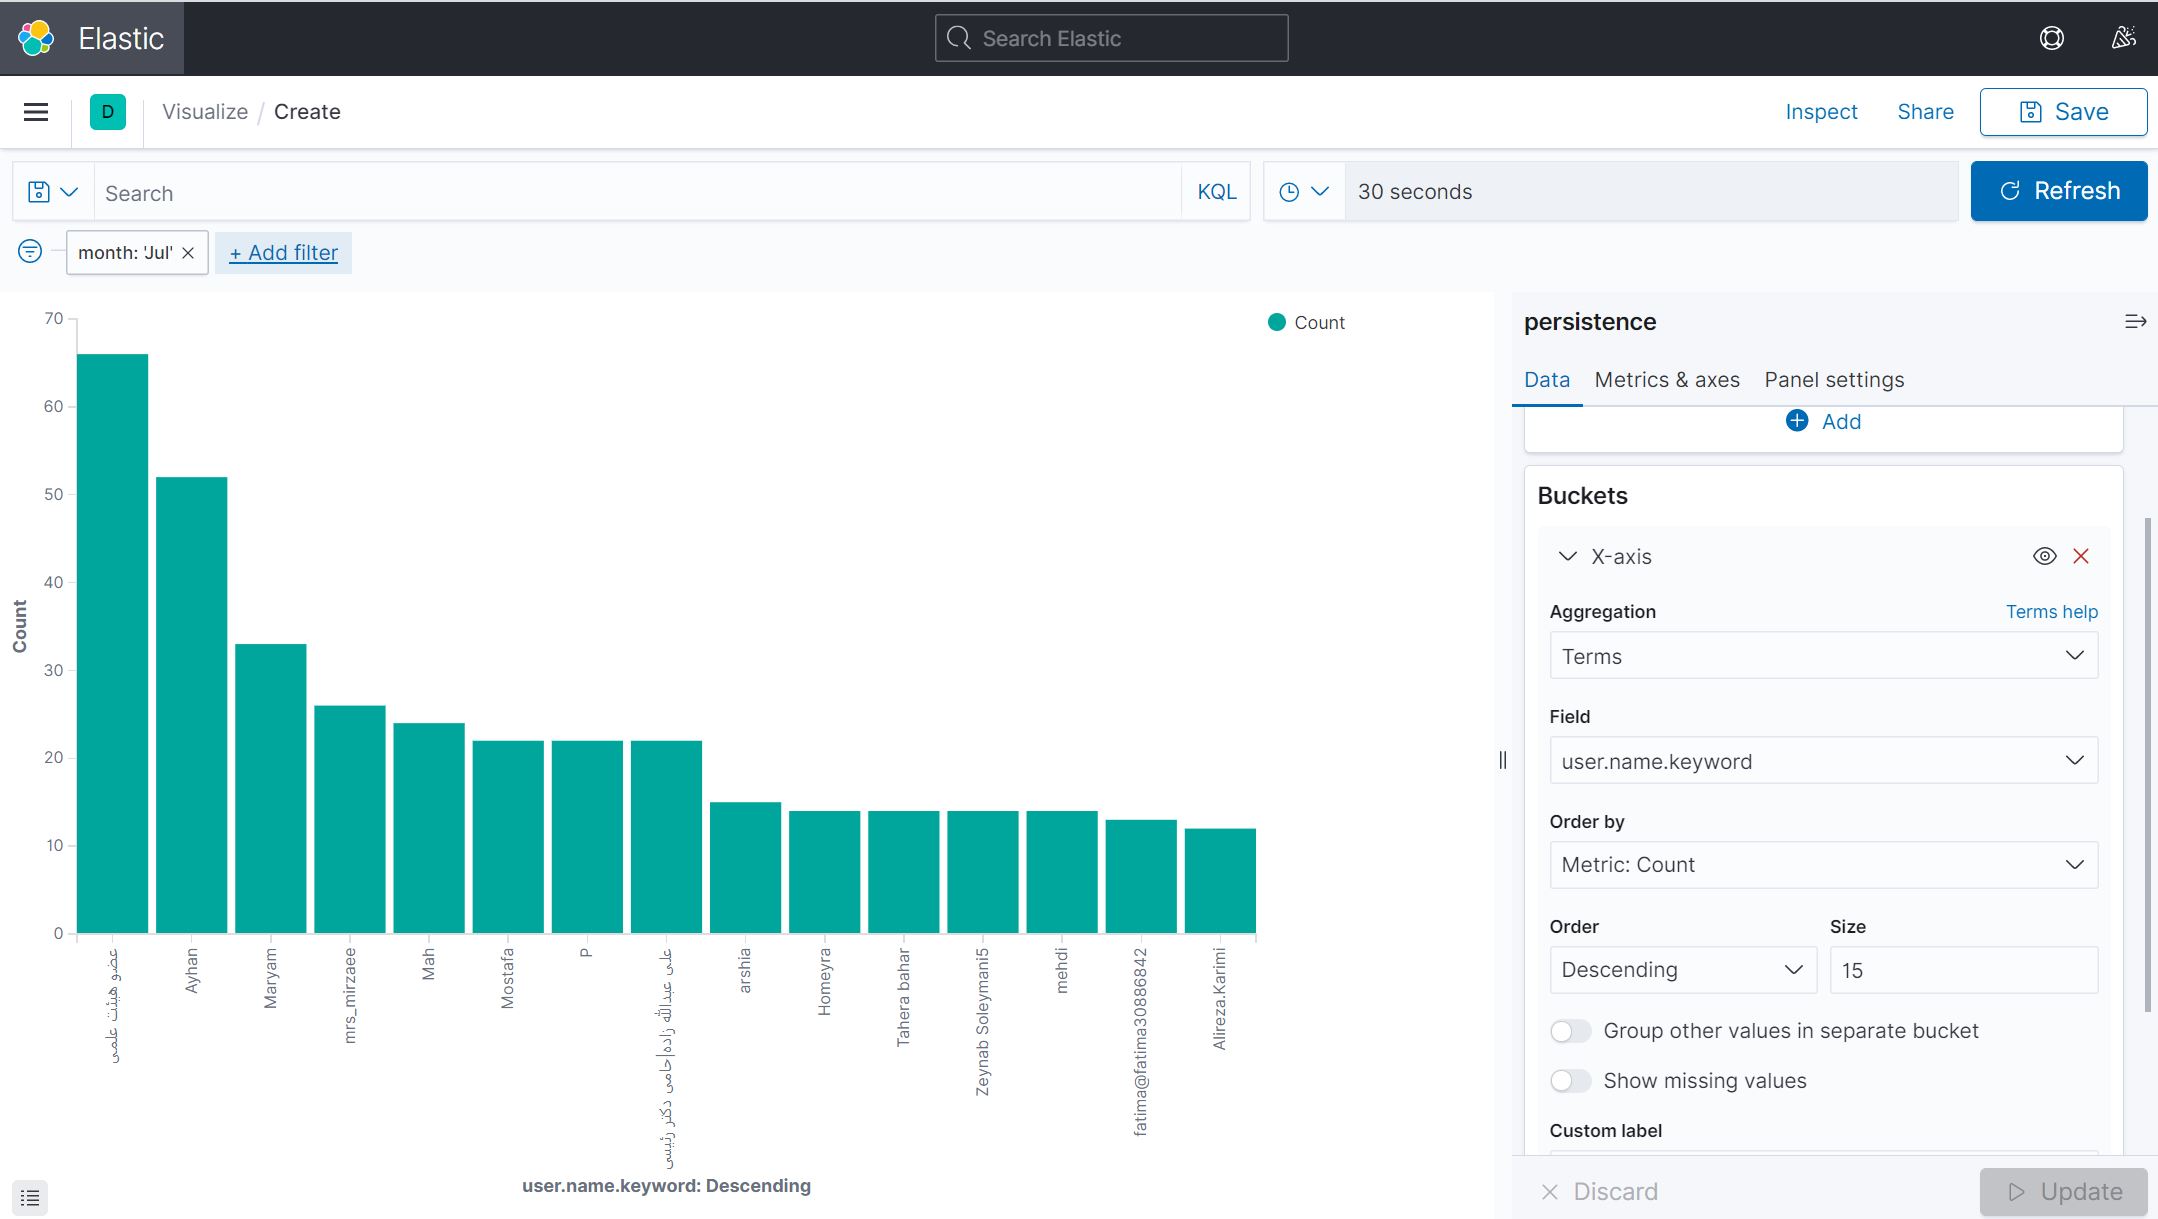 Elastic
Search Elastic
D
Visualize / Create
Inspect
Share
Save
Search
KQL
30 seconds
Refresh
month: 'Jul' ×
+ Add filter
70
60
50
40
30
20
10
0
Count
Count
عضو هیئت علمی
Ayhan
Maryam
mrs_mirzaee
Mah
Mostafa
P
علی عبدالله زاده|حامی دکتر رئیسی
arshia
Homeyra
Tahera bahar
Zeynab Soleymani5
mehdi
fatima@fatima30886842
Alireza.Karimi
user.name.keyword: Descending
persistence
Data
Metrics & axes
Panel settings
Add
Buckets
X-axis
Aggregation
Terms help
Terms
Field
user.name.keyword
Order by
Metric: Count
Order
Size
Descending
15
Group other values in separate bucket
Show missing values
Custom label
Discard
Update